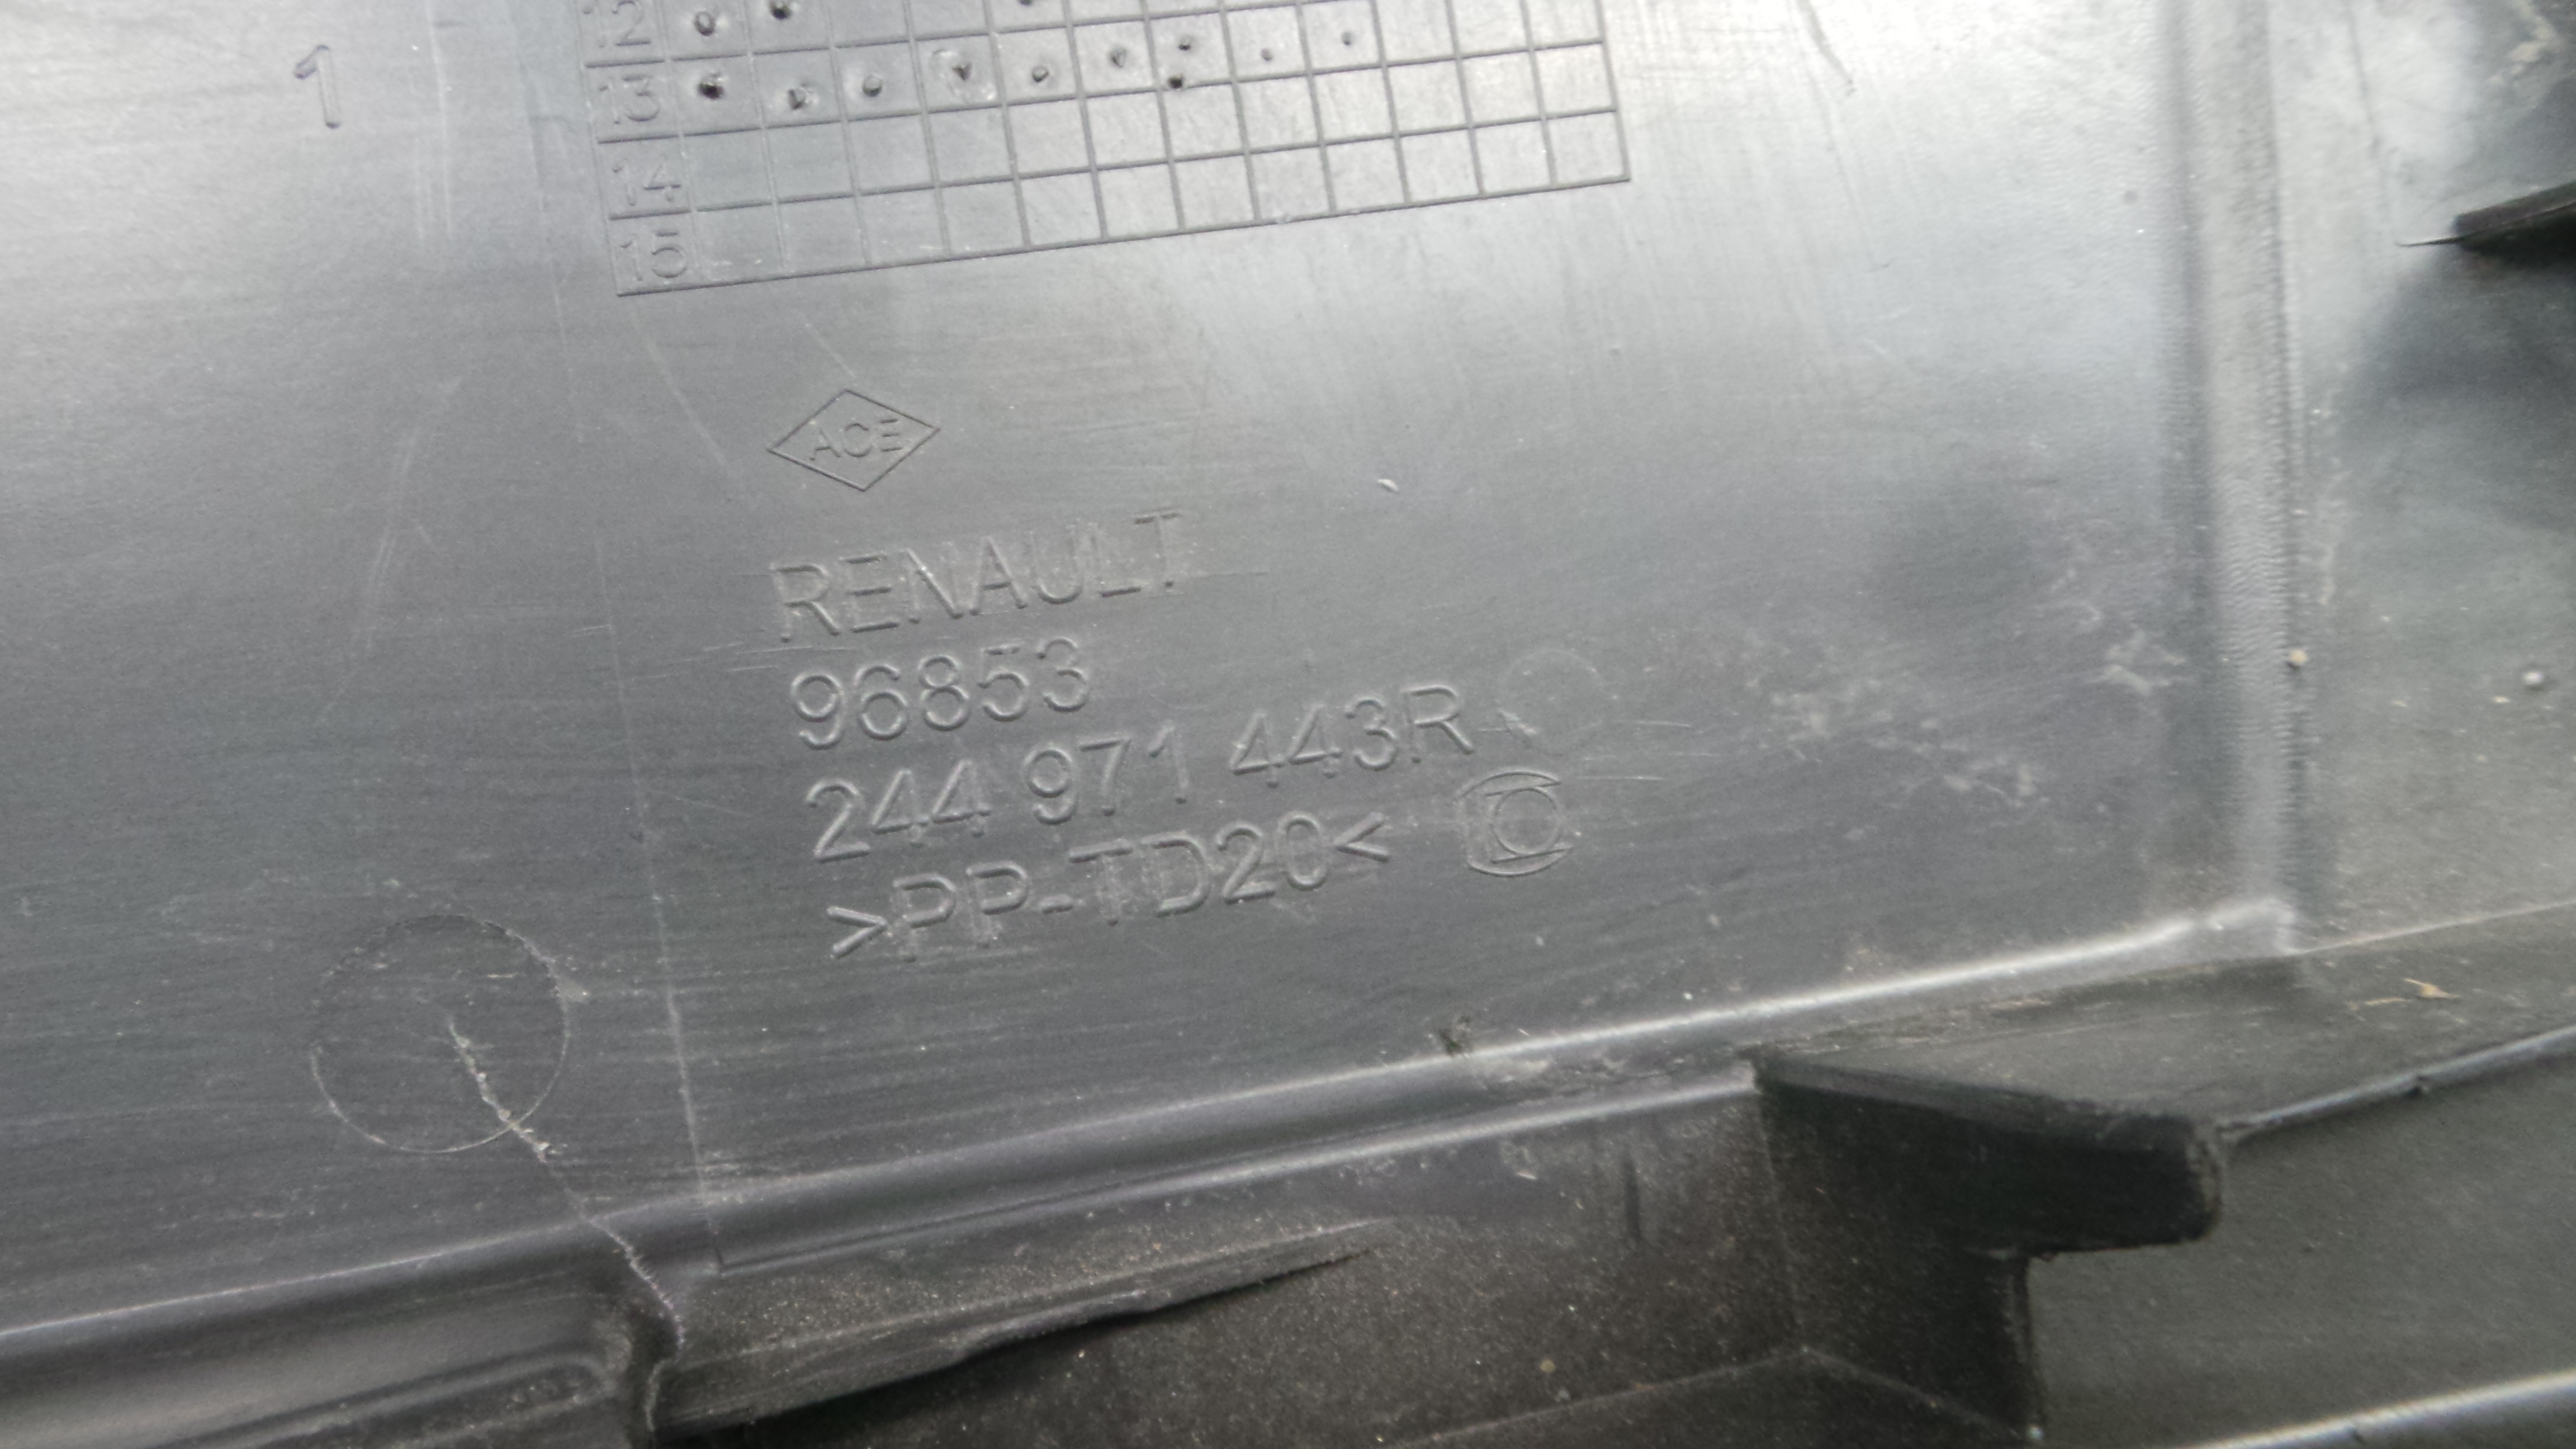 1
12
13
14
15
ACE
RENAULT
96853
244 971 443R
>PP-TD20<